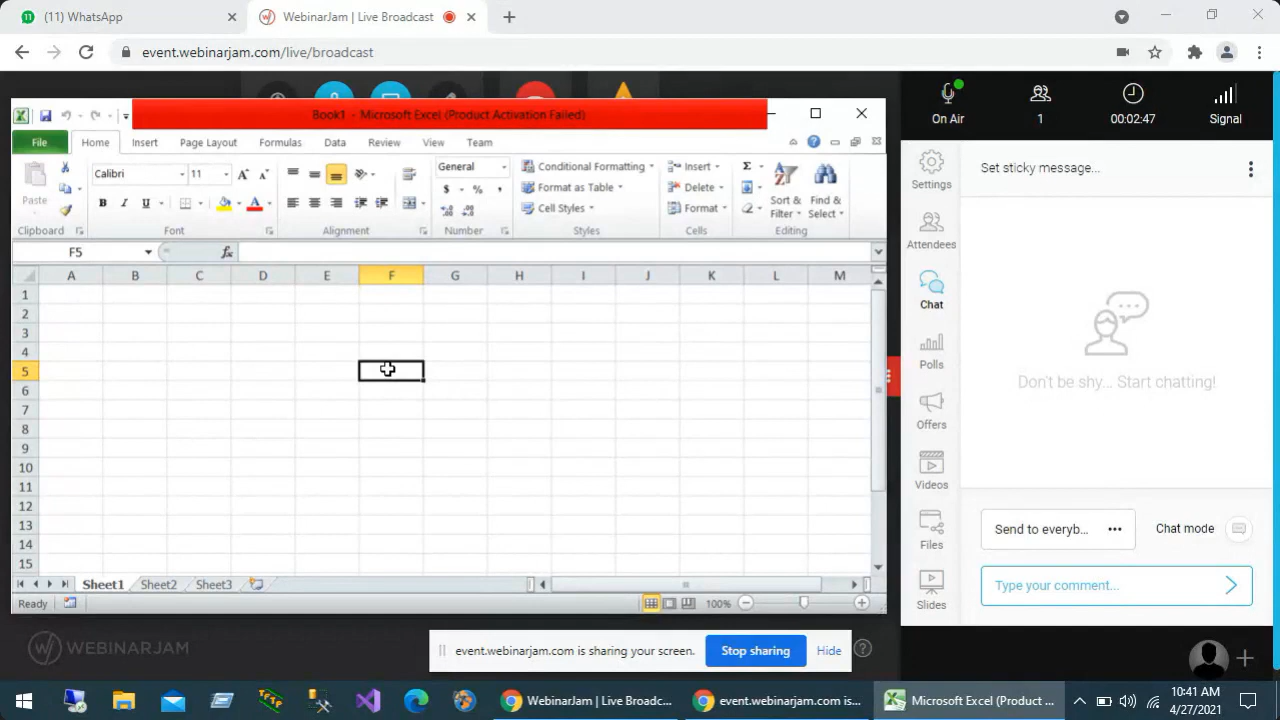 (11) WhatsApp
WebinarJam | Live Broadcast
event.webinarjam.com/live/broadcast
Book1 - Microsoft Excel (Product Activation Failed)
File Home Insert Page Layout Formulas Data Review View Team
Paste
Calibri 11
General
Conditional Formatting
Format as Table
Cell Styles
Insert
Delete
Format
Sort & Filter
Find & Select
Clipboard Font Alignment Number Styles Cells Editing
F5
fx
A B C D E F G H I J K L M
1
2
3
4
5
6
7
8
9
10
11
12
13
14
15
Sheet1 Sheet2 Sheet3
Ready
100%
WEBINARJAM
event.webinarjam.com is sharing your screen. Stop sharing Hide
On Air
1
00:02:47
Signal
Settings
Attendees
Chat
Polls
Offers
Videos
Files
Slides
Set sticky message...
Don't be shy... Start chatting!
Send to everyb... Chat mode
Type your comment...
WebinarJam | Live Broadc...
event.webinarjam.com is...
Microsoft Excel (Product ...
10:41 AM
4/27/2021